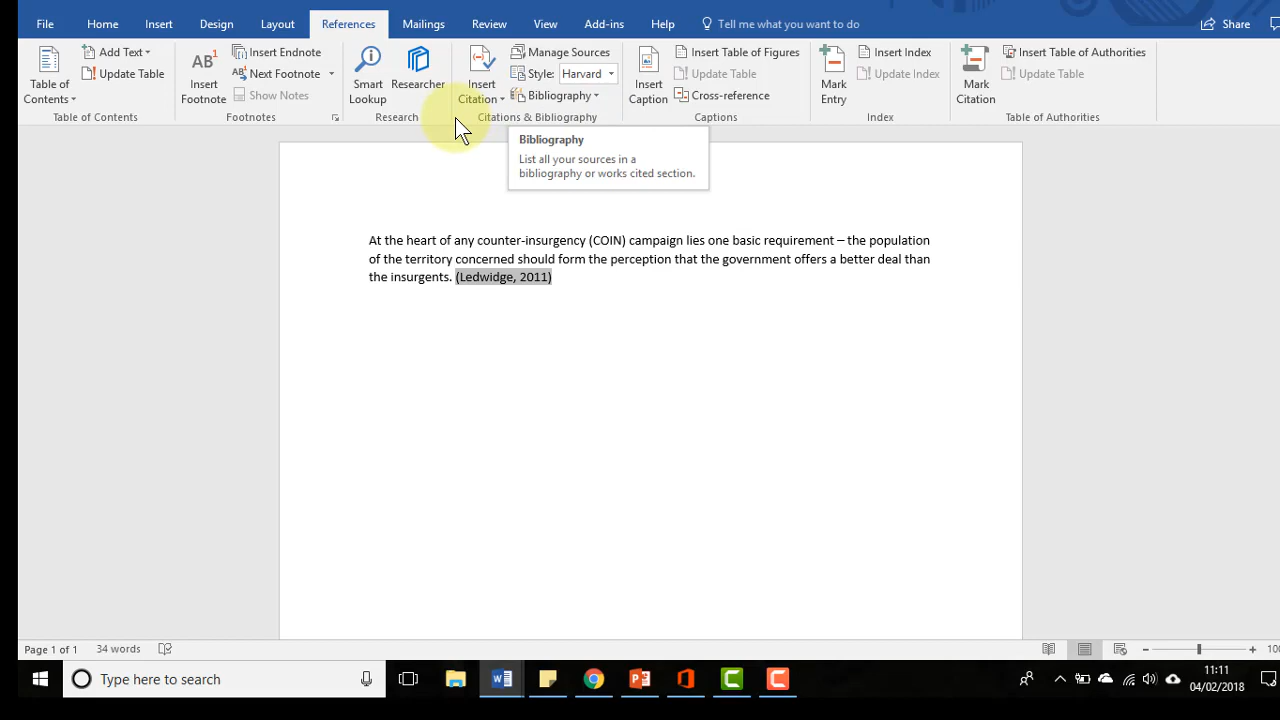 File Home Insert Design Layout References Mailings Review View Add-ins Help Tell me what you want to do Share
Table of Contents
Add Text
Update Table
Table of Contents
AB1 Insert Footnote
Insert Endnote
AB1 Next Footnote
Show Notes
Footnotes
Smart Lookup
Researcher
Research
Insert Citation
Manage Sources
Style: Harvard
Bibliography
Citations & Bibliography
Insert Caption
Insert Table of Figures
Update Table
Cross-reference
Captions
Mark Entry
Insert Index
Update Index
Index
Mark Citation
Insert Table of Authorities
Update Table
Table of Authorities
Bibliography
List all your sources in a
bibliography or works cited section.
At the heart of any counter-insurgency (COIN) campaign lies one basic requirement – the population
of the territory concerned should form the perception that the government offers a better deal than
the insurgents. (Ledwidge, 2011)
Page 1 of 1 34 words 100
Type here to search
11:11
04/02/2018